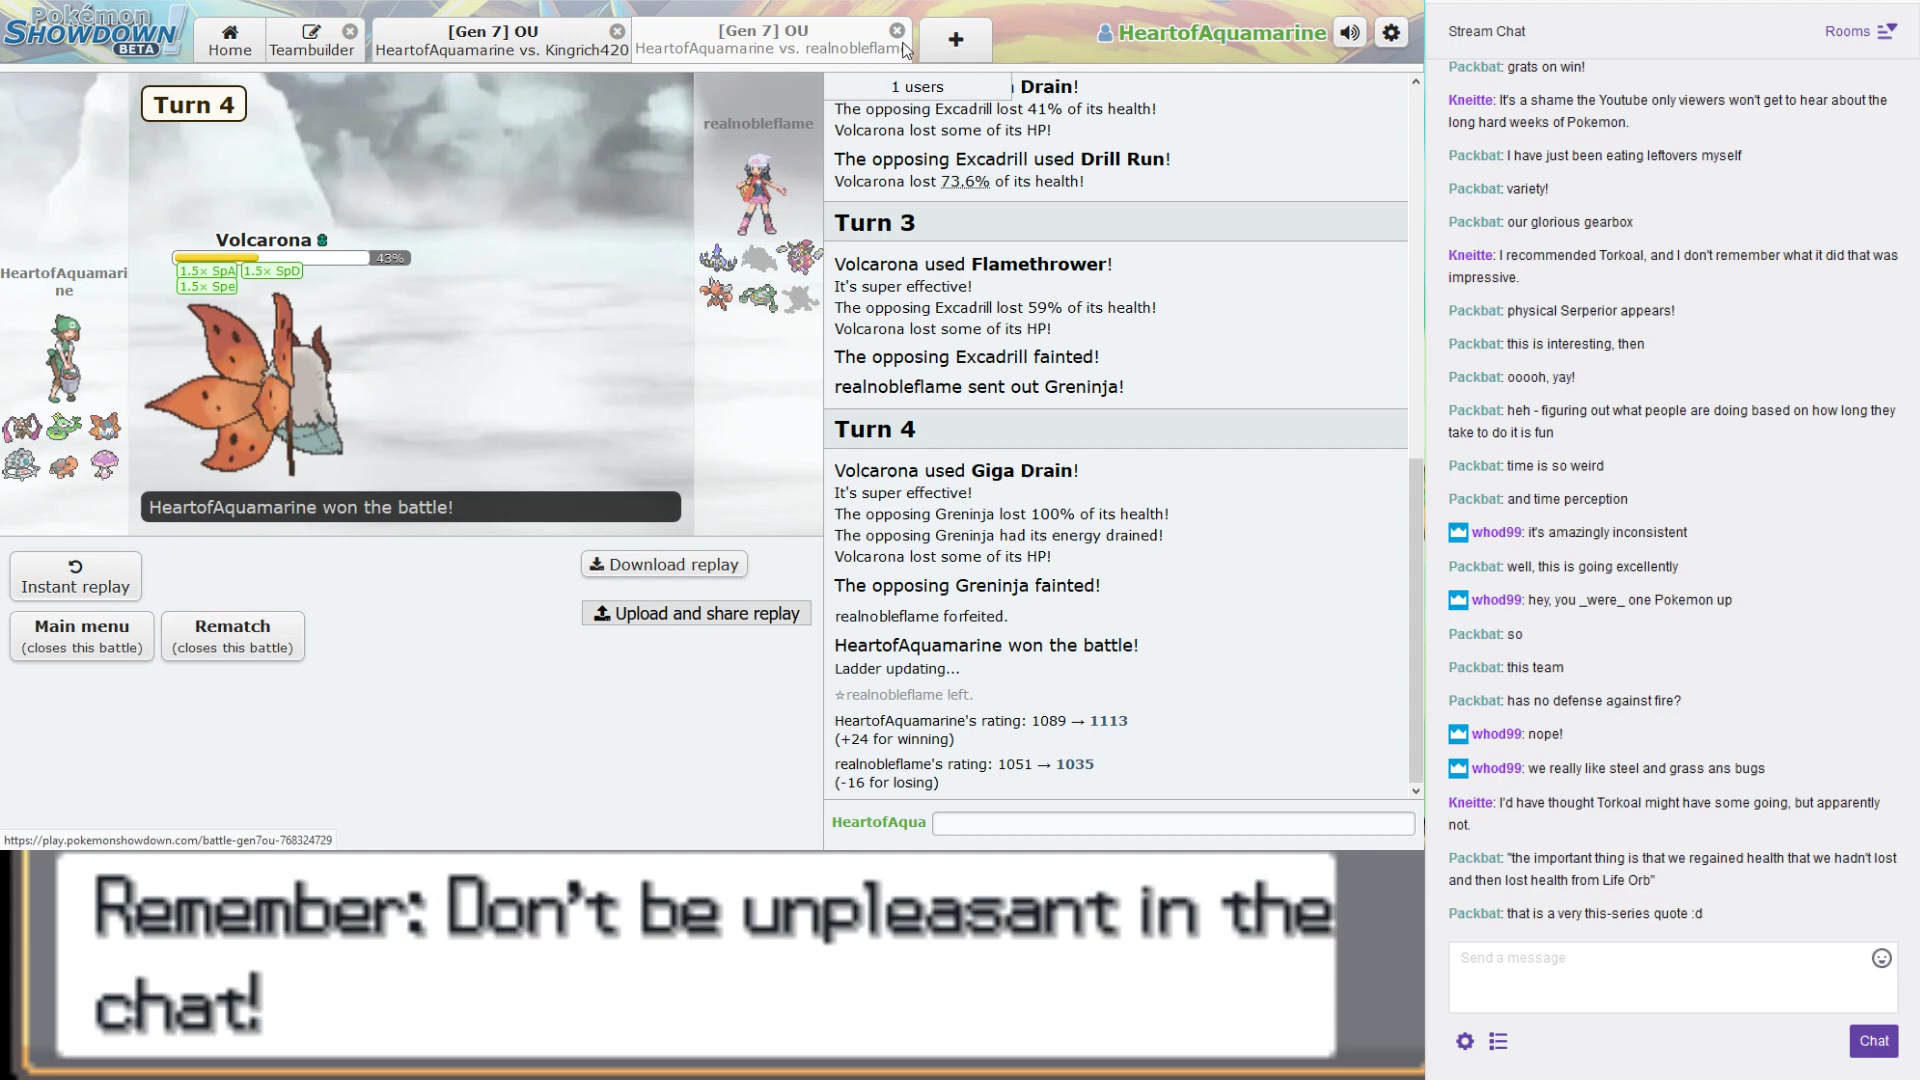 Pokémon
SHOWDOWN!
BETA
Home
Teambuilder
[Gen 7] OU
HeartofAquamarine vs. Kingrich420
[Gen 7] OU
HeartofAquamarine vs. realnobleflame
+
HeartofAquamarine
Turn 4
HeartofAquamari
ne
Volcarona
43%
1.5× SpA 1.5× SpD
1.5× Spe
realnobleflame
HeartofAquamarine won the battle!
Instant replay
Download replay
Upload and share replay
Main menu
(closes this battle)
Rematch
(closes this battle)
https://play.pokemonshowdown.com/battle-gen7ou-768324729
1 users
Drain!
The opposing Excadrill lost 41% of its health!
Volcarona lost some of its HP!
The opposing Excadrill used Drill Run!
Volcarona lost 73.6% of its health!
Turn 3
Volcarona used Flamethrower!
It's super effective!
The opposing Excadrill lost 59% of its health!
Volcarona lost some of its HP!
The opposing Excadrill fainted!
realnobleflame sent out Greninja!
Turn 4
Volcarona used Giga Drain!
It's super effective!
The opposing Greninja lost 100% of its health!
The opposing Greninja had its energy drained!
Volcarona lost some of its HP!
The opposing Greninja fainted!
realnobleflame forfeited.
HeartofAquamarine won the battle!
Ladder updating...
☆realnobleflame left.
HeartofAquamarine's rating: 1089 → 1113
(+24 for winning)
realnobleflame's rating: 1051 → 1035
(-16 for losing)
HeartofAqua
Remember: Don't be unpleasant in the
chat!
Stream Chat
Rooms
Packbat: grats on win!
Kneitte: It's a shame the Youtube only viewers won't get to hear about the
long hard weeks of Pokemon.
Packbat: I have just been eating leftovers myself
Packbat: variety!
Packbat: our glorious gearbox
Kneitte: I recommended Torkoal, and I don't remember what it did that was
impressive.
Packbat: physical Serperior appears!
Packbat: this is interesting, then
Packbat: ooooh, yay!
Packbat: heh - figuring out what people are doing based on how long they
take to do it is fun
Packbat: time is so weird
Packbat: and time perception
whod99: it's amazingly inconsistent
Packbat: well, this is going excellently
whod99: hey, you _were_ one Pokemon up
Packbat: so
Packbat: this team
Packbat: has no defense against fire?
whod99: nope!
whod99: we really like steel and grass ans bugs
Kneitte: I'd have thought Torkoal might have some going, but apparently
not.
Packbat: "the important thing is that we regained health that we hadn't lost
and then lost health from Life Orb"
Packbat: that is a very this-series quote :d
Send a message
Chat